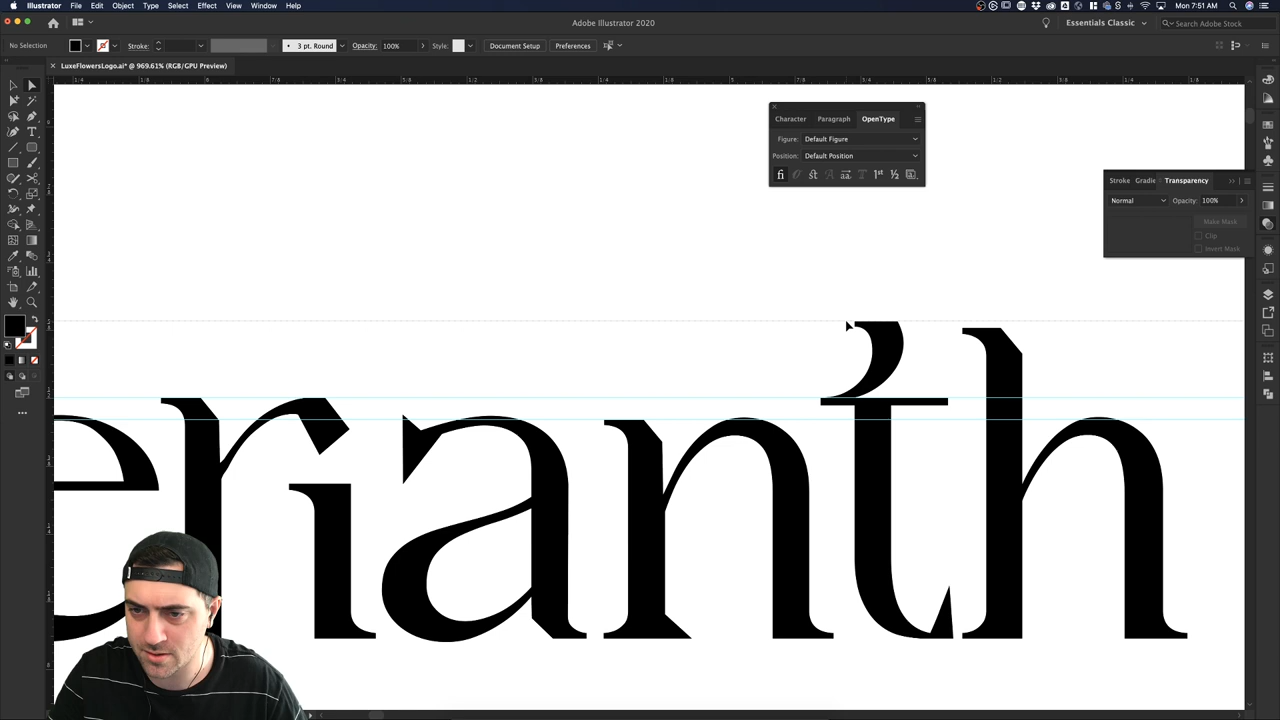 Illustrator File Edit Object Type Select Effect View Window Help
Mon 7:51 AM
Adobe Illustrator 2020
Essentials Classic
Search Adobe Stock
No Selection
Stroke:
3 pt. Round
Opacity: 100%
Style:
Document Setup
Preferences
LuxeFlowersLogo.ai* @ 969.61% (RGB/GPU Preview)
Character Paragraph OpenType
Figure: Default Figure
Position: Default Position
Stroke Gradie Transparency
Normal
Opacity: 100%
Make Mask
Clip
Invert Mask
erianth